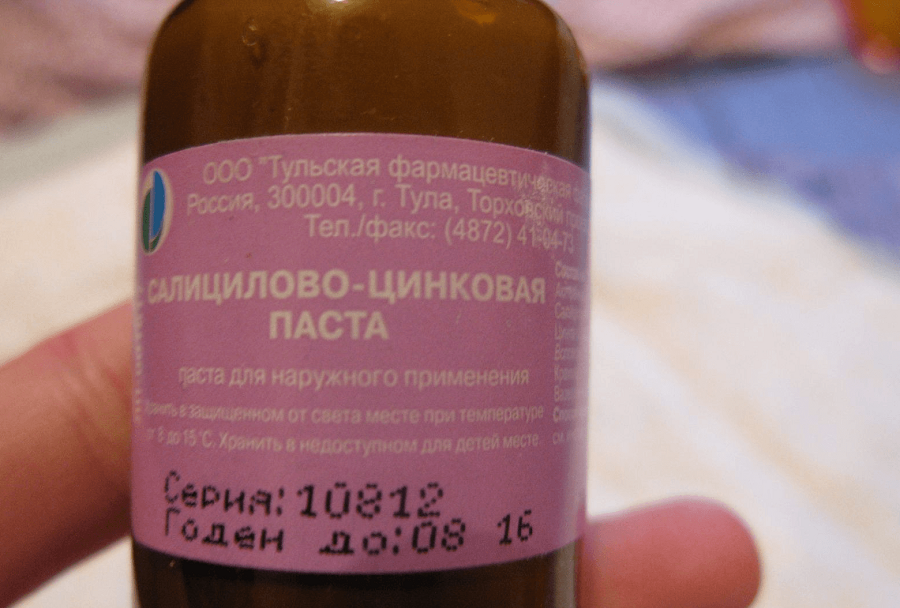 ООО "Тульская фармацевтическая
Россия, 300004, г. Тула, Торховский
Тел./факс: (4872) 41-04-73
САЛИЦИЛОВО-ЦИНКОВАЯ
ПАСТА
паста для наружного применения
Хранить в защищенном от света месте при температуре
от 8 до 15 °С. Хранить в недоступном для детей месте
Серия: 10812
Годен до: 08 16